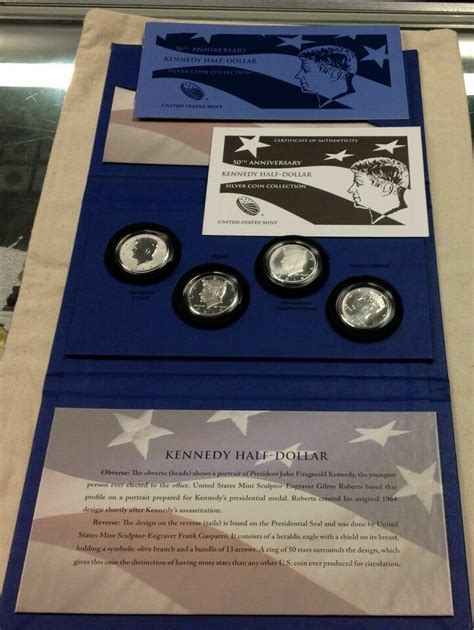 50TH ANNIVERSARY
KENNEDY HALF-DOLLAR
SILVER COIN COLLECTION
UNITED STATES MINT
CERTIFICATE OF AUTHENTICITY
50TH ANNIVERSARY
KENNEDY HALF-DOLLAR
SILVER COIN COLLECTION
UNITED STATES MINT
Reverse
Proof
Proof
Enhanced
Uncirculated
Uncirculated
KENNEDY HALF-DOLLAR
Obverse: The obverse (heads) shows a portrait of President John Fitzgerald Kennedy, the youngest
person ever elected to the office. United States Mint Sculptor-Engraver Gilroy Roberts based this
profile on a portrait prepared for Kennedy's presidential medal. Roberts created his original 1964
design shortly after Kennedy's assassination.
Reverse: The design on the reverse (tails) is based on the Presidential Seal and was done by United
States Mint Sculptor-Engraver Frank Gasparro. It consists of a heraldic eagle with a shield on its breast,
holding a symbolic olive branch and a bundle of 13 arrows. A ring of 50 stars surrounds the design, which
gives this coin the distinction of having more stars than any other U.S. coin ever produced for circulation.